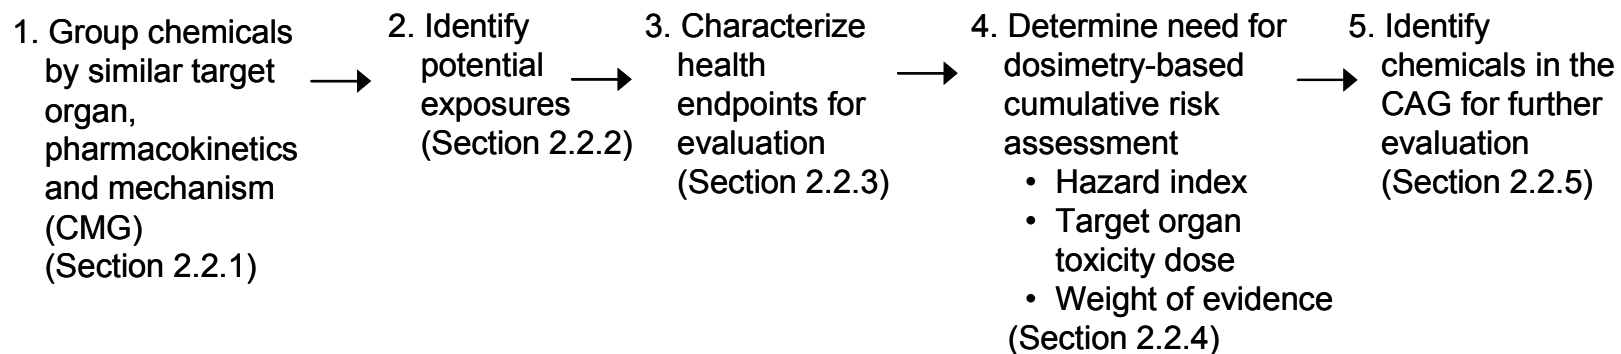 1. Group chemicals
by similar target
organ,
pharmacokinetics
and mechanism
(CMG)
(Section 2.2.1)
2. Identify
potential
exposures
(Section 2.2.2)
3. Characterize
health
endpoints for
evaluation
(Section 2.2.3)
4. Determine need for
dosimetry-based
cumulative risk
assessment
• Hazard index
• Target organ
toxicity dose
• Weight of evidence
(Section 2.2.4)
5. Identify
chemicals in the
CAG for further
evaluation
(Section 2.2.5)